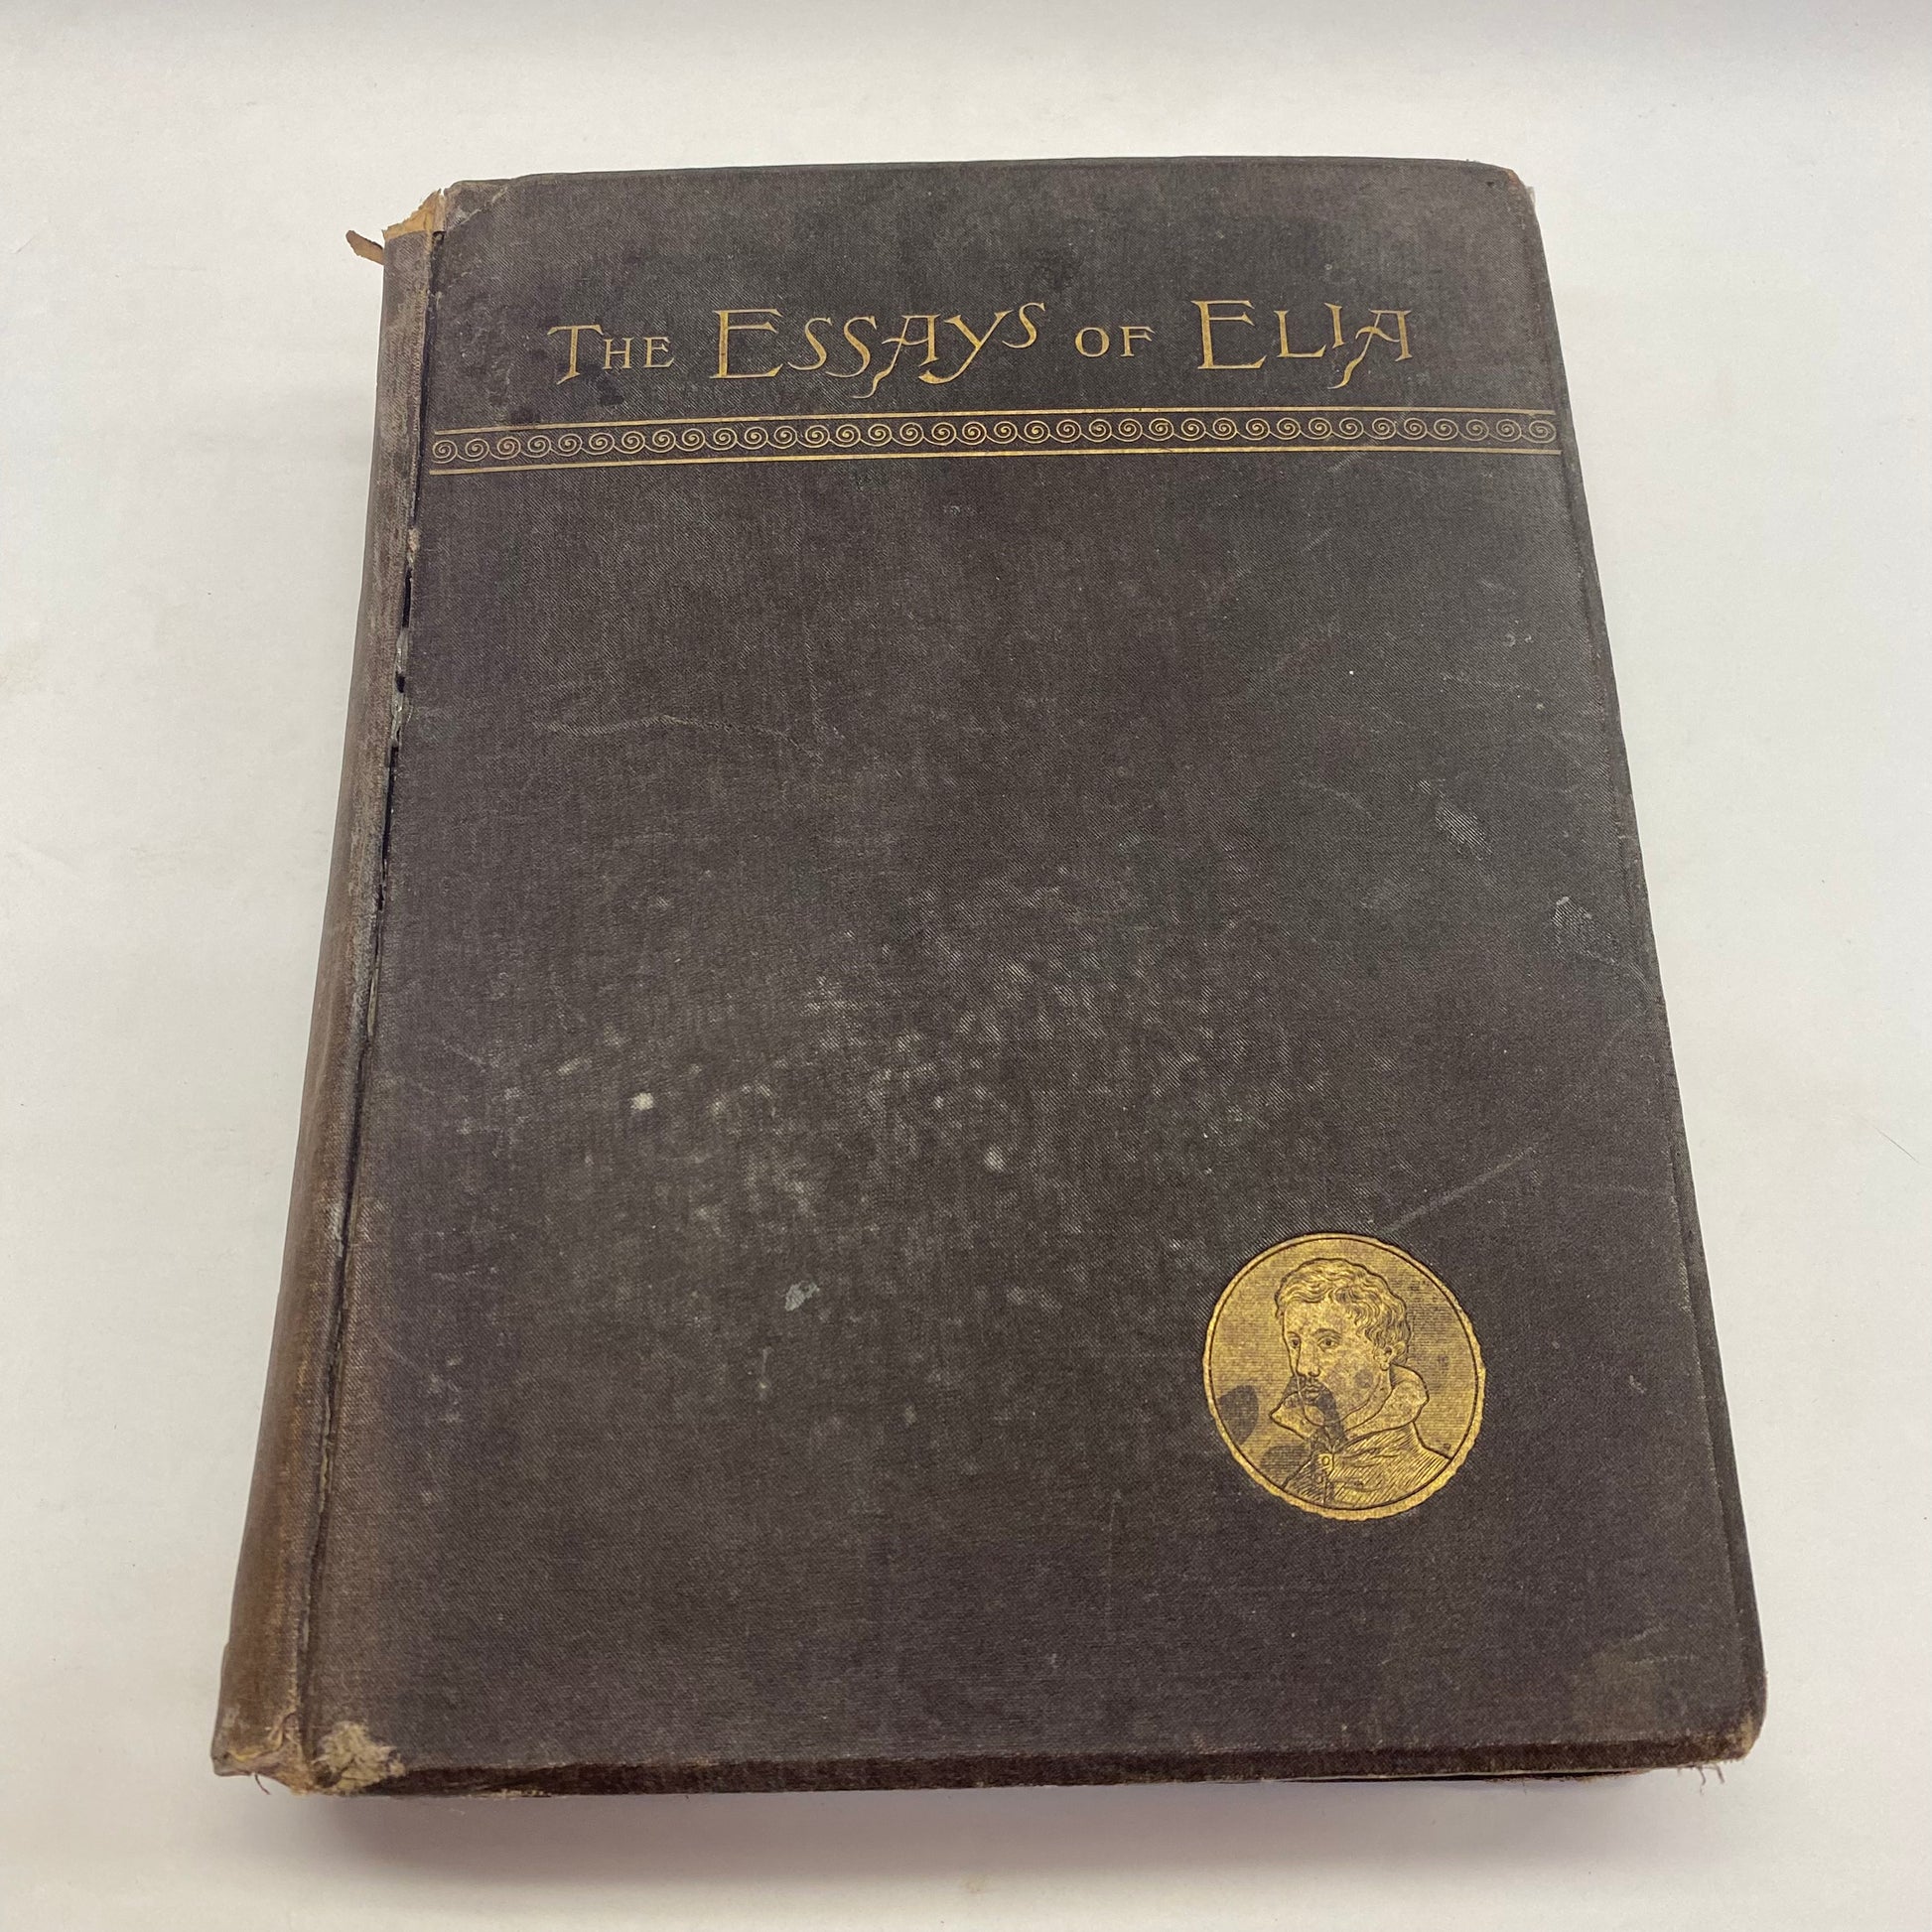 The Essays of Elia